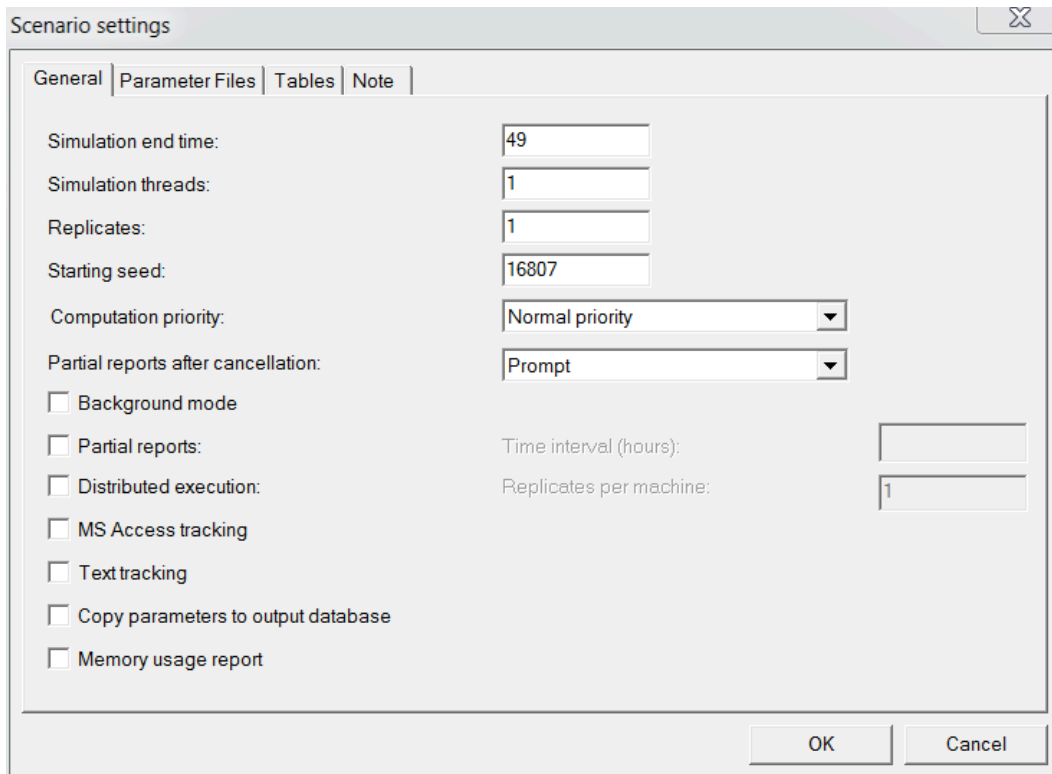 Scenario settings
General Parameter Files Tables Note
Simulation end time: 49
Simulation threads: 1
Replicates: 1
Starting seed: 16807
Computation priority: Normal priority
Partial reports after cancellation: Prompt
Background mode
Partial reports: Time interval (hours):
Distributed execution: Replicates per machine: 1
MS Access tracking
Text tracking
Copy parameters to output database
Memory usage report
OK Cancel